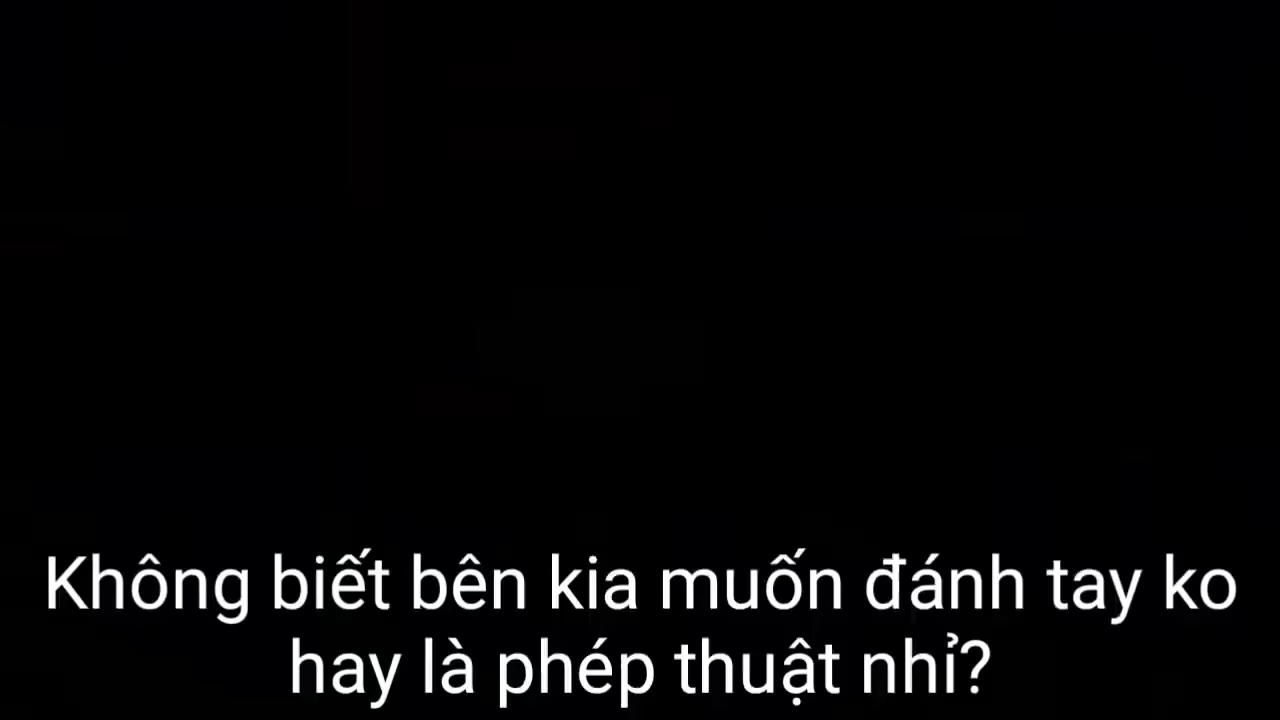 Không biết bên kia muốn đánh tay ko
hay là phép thuật nhỉ?